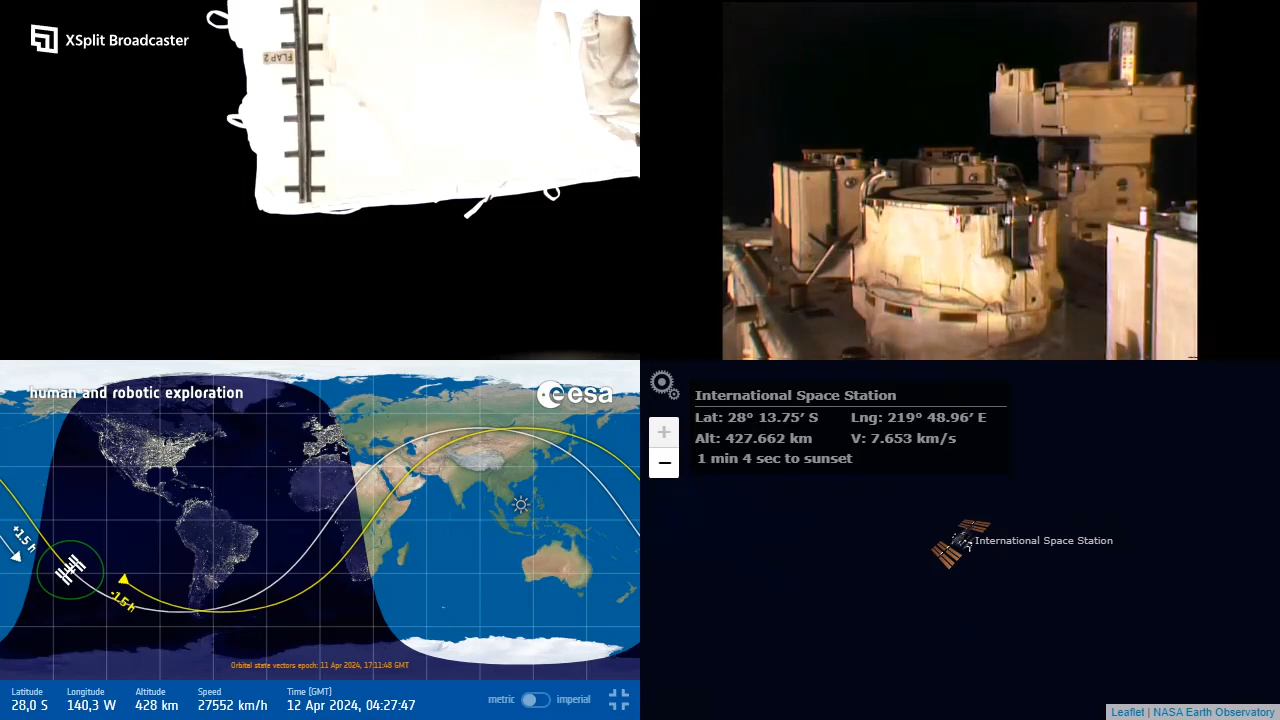 XSplit Broadcaster
FLAP 2
human and robotic exploration
esa
+1.5 h
-1.5 h
Orbital state vectors epoch: 11 Apr 2024, 17:11:48 GMT
Latitude
28,0 S
Longitude
140,3 W
Altitude
428 km
Speed
27552 km/h
Time [GMT]
12 Apr 2024, 04:27:47
metric
imperial
+
−
International Space Station
Lat: 28° 13.75′ S
Lng: 219° 48.96′ E
Alt: 427.662 km
V: 7.653 km/s
1 min 4 sec to sunset
International Space Station
Leaflet | NASA Earth Observatory